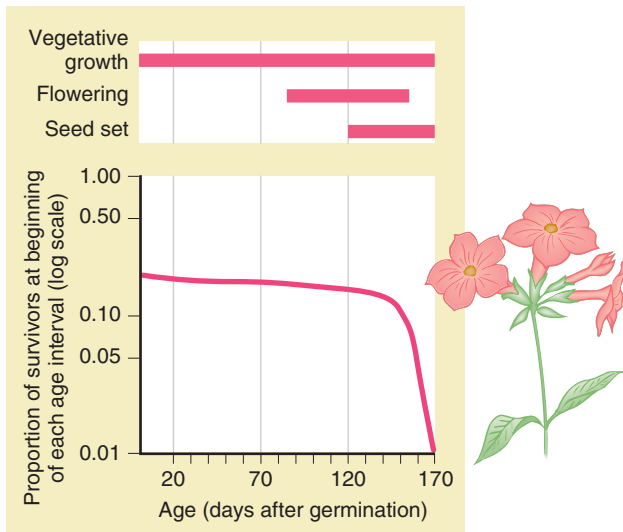 Vegetative
growth
Flowering
Seed set
Proportion of survivors at beginning
of each age interval (log scale)
1.00
0.50
0.10
0.05
0.01
20 70 120 170
Age (days after germination)